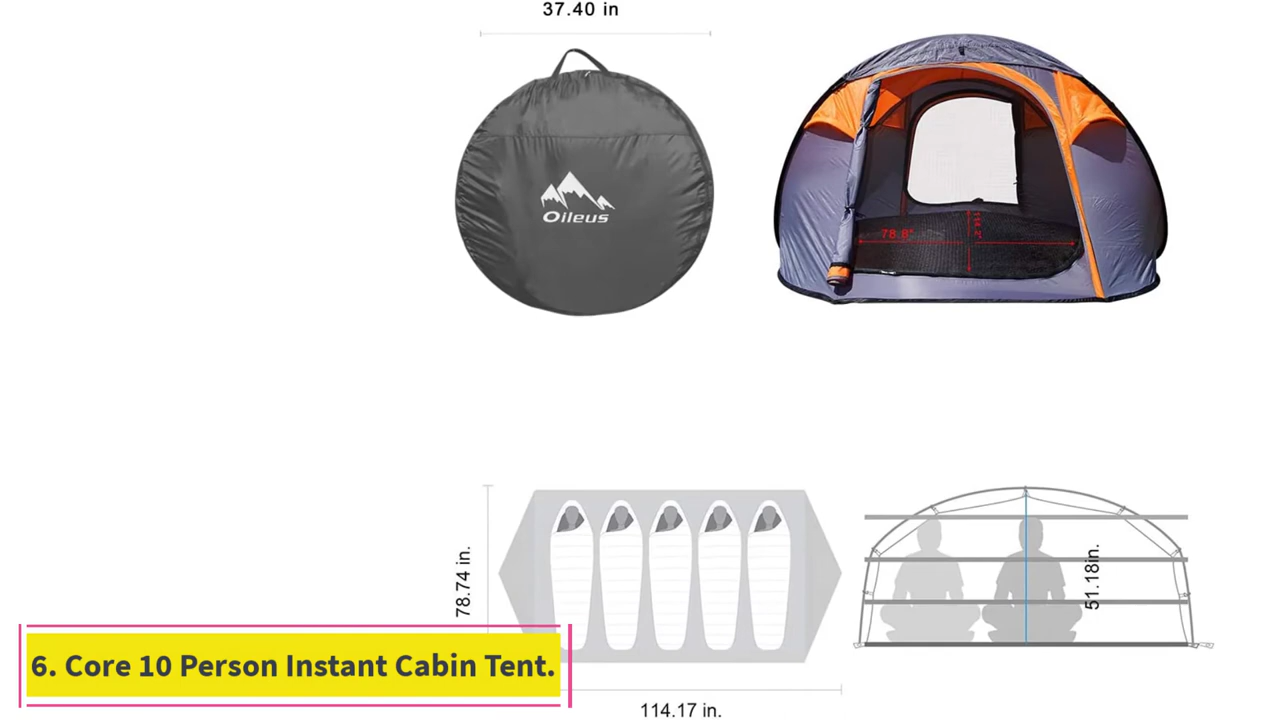 37.40 in
Oileus
78.8"
78.74 in.
51.18in.
6. Core 10 Person Instant Cabin Tent.
114.17 in.